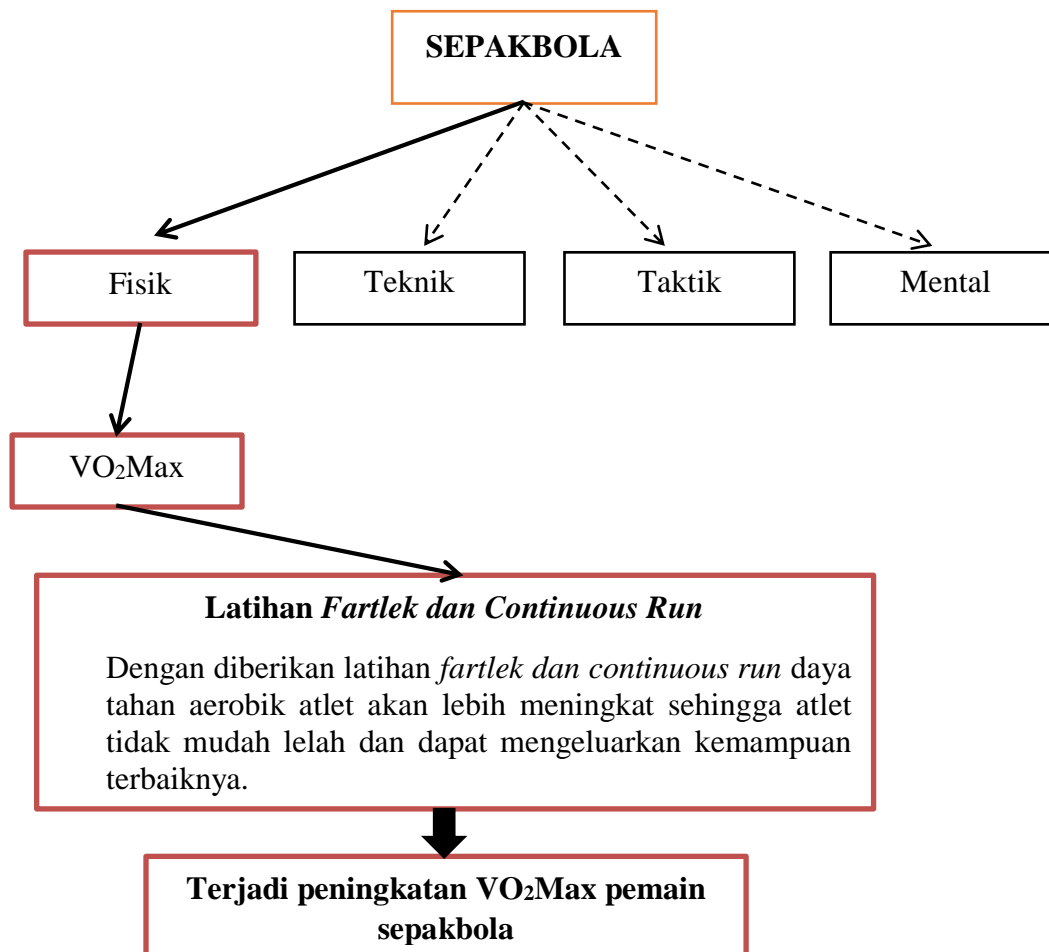 SEPAKBOLA
Fisik
Teknik
Taktik
Mental
VO₂Max
Latihan Fartlek dan Continuous Run
Dengan diberikan latihan fartlek dan continuous run daya
tahan aerobik atlet akan lebih meningkat sehingga atlet
tidak mudah lelah dan dapat mengeluarkan kemampuan
terbaiknya.
Terjadi peningkatan VO₂Max pemain
sepakbola